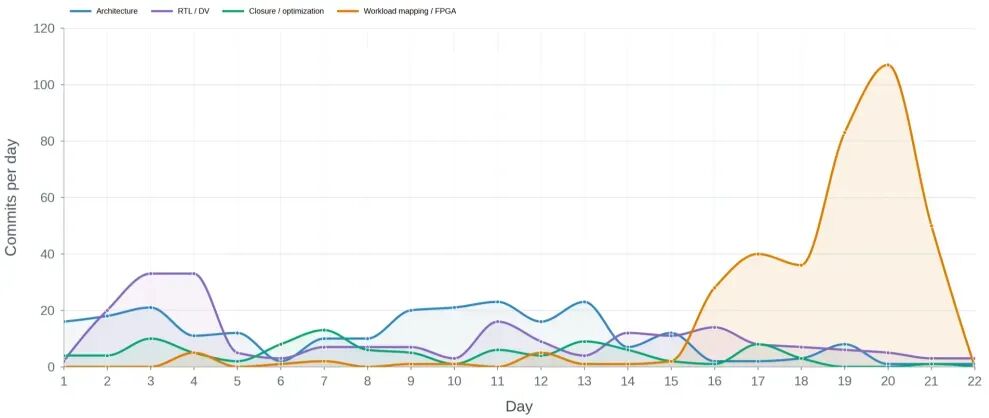 Architecture RTL / DV Closure / optimization Workload mapping / FPGA
120
100
80
60
40
20
0
Commits per day
1 2 3 4 5 6 7 8 9 10 11 12 13 14 15 16 17 18 19 20 21 22
Day